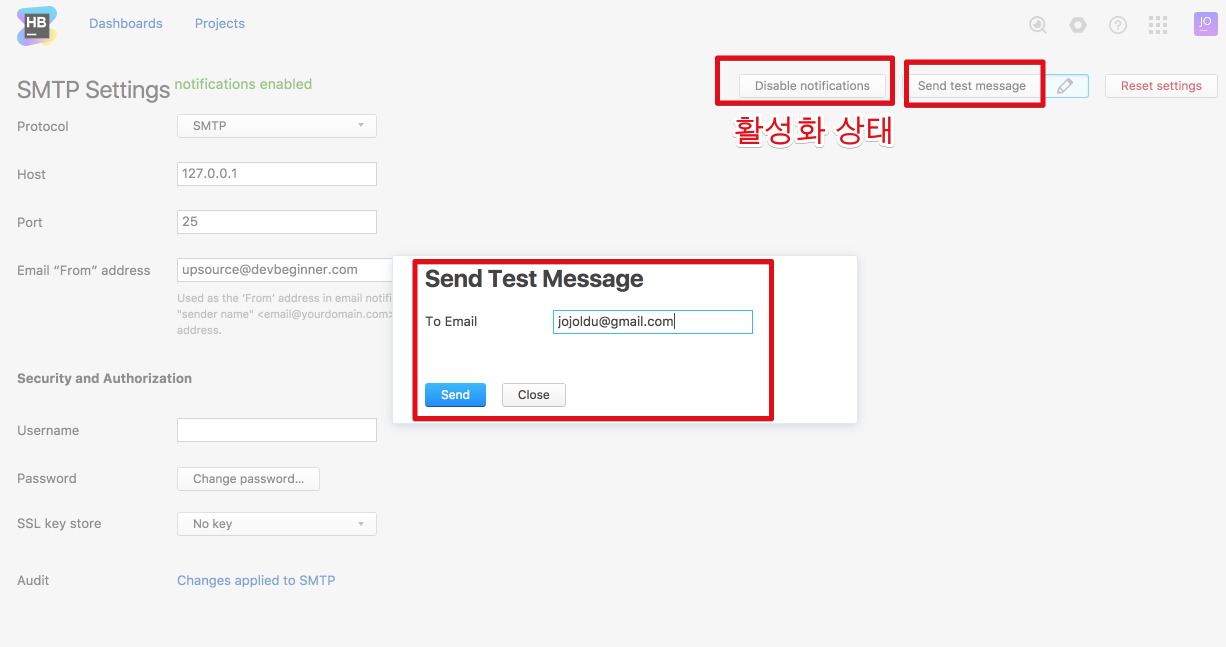 HB
Dashboards
Projects
JO
SMTP Settings notifications enabled
Disable notifications
Send test message
Reset settings
활성화 상태
Protocol
SMTP
Host
127.0.0.1
Port
25
Email “From” address
upsource@devbeginner.com
Used as the ‘From’ address in email notifi
"sender name" <email@yourdomain.com>
address.
Send Test Message
To Email
jojoldu@gmail.com
Send
Close
Security and Authorization
Username
Password
Change password...
SSL key store
No key
Audit
Changes applied to SMTP